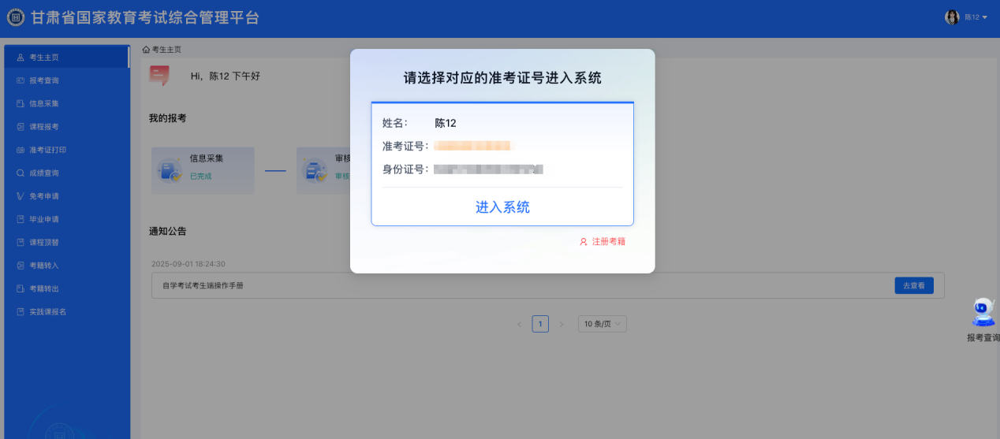 甘肃省国家教育考试综合管理平台
陈12
考生主页
报考查询
信息采集
课程报考
准考证打印
成绩查询
免考申请
毕业申请
课程顶替
考籍转入
考籍转出
实践课报名
考生主页
Hi，陈12 下午好
我的报考
信息采集
已完成
审核
审核
请选择对应的准考证号进入系统
姓名： 陈12
准考证号：
身份证号：
进入系统
注册考籍
通知公告
2025-09-01 18:24:30
自学考试考生端操作手册
去查看
1
10 条/页
报考查询